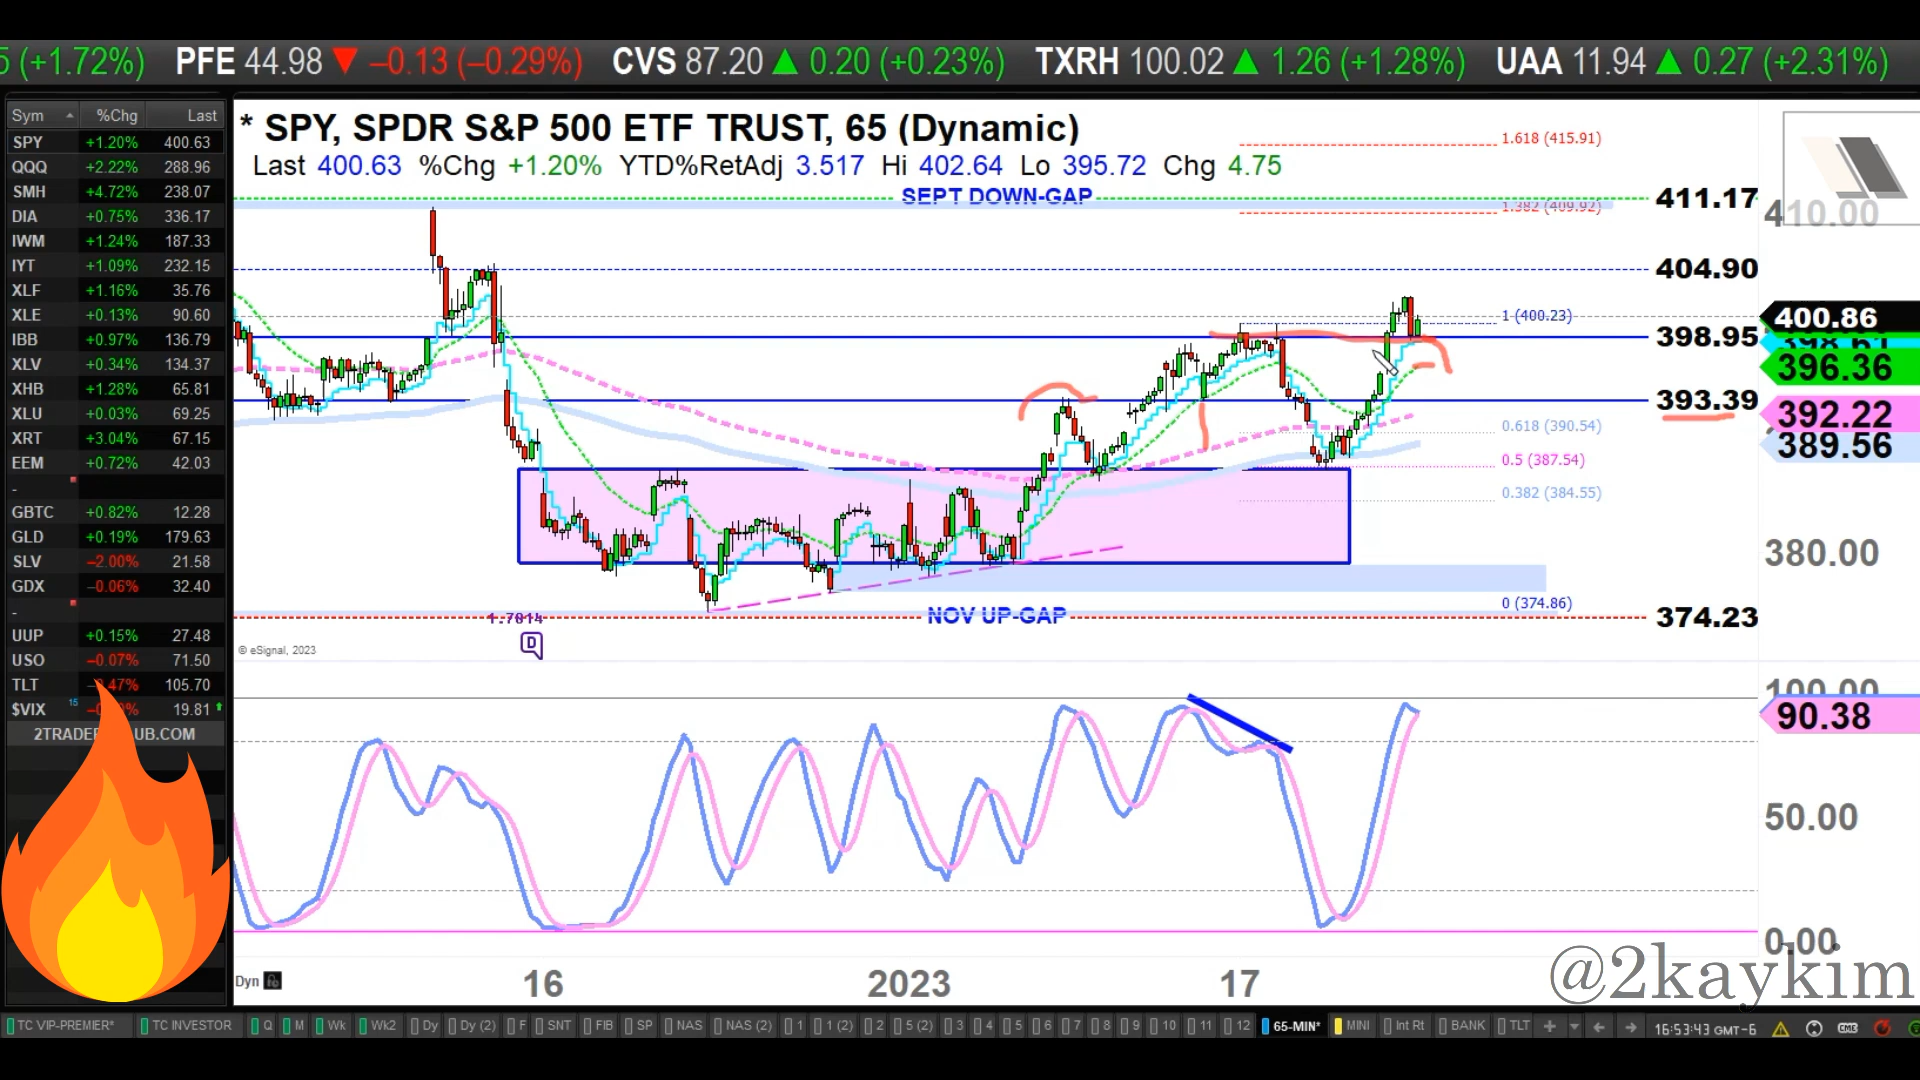 5 (+1.72%) PFE 44.98 ▼ –0.13 (–0.29%) CVS 87.20 ▲ 0.20 (+0.23%) TXRH 100.02 ▲ 1.26 (+1.28%) UAA 11.94 ▲ 0.27 (+2.31%)
Sym %Chg Last
SPY +1.20% 400.63
QQQ +2.22% 288.96
SMH +4.72% 238.07
DIA +0.75% 336.17
IWM +1.24% 187.33
IYT +1.09% 232.15
XLF +1.16% 35.76
XLE +0.13% 90.60
IBB +0.97% 136.79
XLV +0.34% 134.37
XHB +1.28% 65.81
XLU +0.03% 69.25
XRT +3.04% 67.15
EEM +0.72% 42.03
-
GBTC +0.82% 12.28
GLD +0.19% 179.63
SLV –2.00% 21.58
GDX –0.06% 32.40
-
UUP +0.15% 27.48
USO –0.07% 71.50
TLT 47% 105.70
$VIX 15 19.81
2TRADE UB.COM
* SPY, SPDR S&P 500 ETF TRUST, 65 (Dynamic)
Last 400.63 %Chg +1.20% YTD%RetAdj 3.517 Hi 402.64 Lo 395.72 Chg 4.75
1.618 (415.91)
SEPT DOWN-GAP
1.382 (409.92)
411.17
410.00
404.90
1 (400.23)
400.86
398.95
398.61
396.36
393.39
392.22
0.618 (390.54)
389.56
0.5 (387.54)
0.382 (384.55)
380.00
0 (374.86)
NOV UP-GAP
374.23
1.7814
D
© eSignal, 2023
100.00
90.38
50.00
0.00
Dyn
16 2023 17
@2kaykim
TC VIP-PREMIER* TC INVESTOR Q M Wk Wk2 Dy Dy (2) F SNT FIB SP NAS NAS (2) 1 1 (2) 2 5 (2) 3 4 5 6 7 8 9 10 11 12 65-MIN* MINI Int Rt BANK TLT
16:53:43 GMT-6